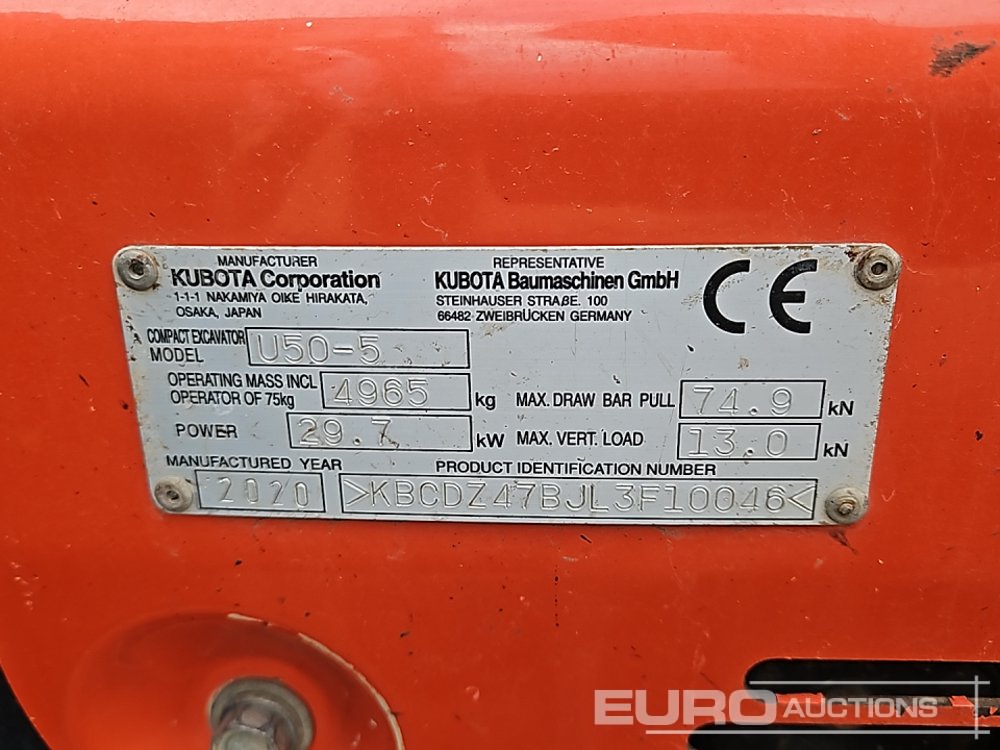 MANUFACTURER
KUBOTA Corporation
1-1-1 NAKAMIYA OIKE HIRAKATA,
OSAKA, JAPAN
REPRESENTATIVE
KUBOTA Baumaschinen GmbH
STEINHAUSER STRAßE. 100
66482 ZWEIBRÜCKEN GERMANY
CE
COMPACT EXCAVATOR
MODEL U50-5
OPERATING MASS INCL
OPERATOR OF 75kg 4965 kg
MAX. DRAW BAR PULL 74.9 kN
POWER 29.7 kW
MAX. VERT. LOAD 13.0 kN
MANUFACTURED YEAR
2020
PRODUCT IDENTIFICATION NUMBER
>KBCDZ47BJL3F10046<
EURO AUCTIONS